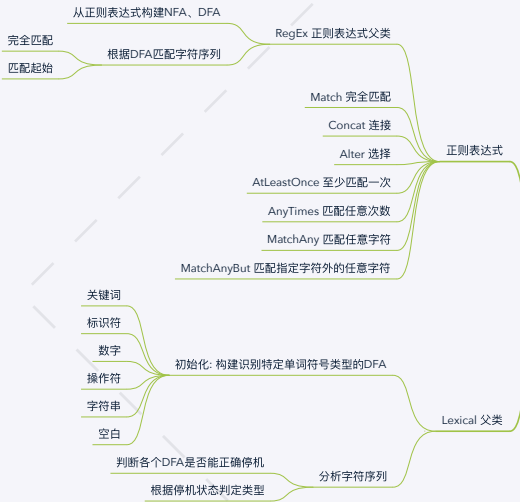 从正则表达式构建NFA、DFA
RegEx 正则表达式父类
完全匹配
根据DFA匹配字符序列
匹配起始
Match 完全匹配
Concat 连接
Alter 选择
正则表达式
AtLeastOnce 至少匹配一次
AnyTimes 匹配任意次数
MatchAny 匹配任意字符
MatchAnyBut 匹配指定字符外的任意字符
关键词
标识符
数字
初始化: 构建识别特定单词符号类型的DFA
操作符
字符串
空白
Lexical 父类
判断各个DFA是否能正确停机
分析字符序列
根据停机状态判定类型